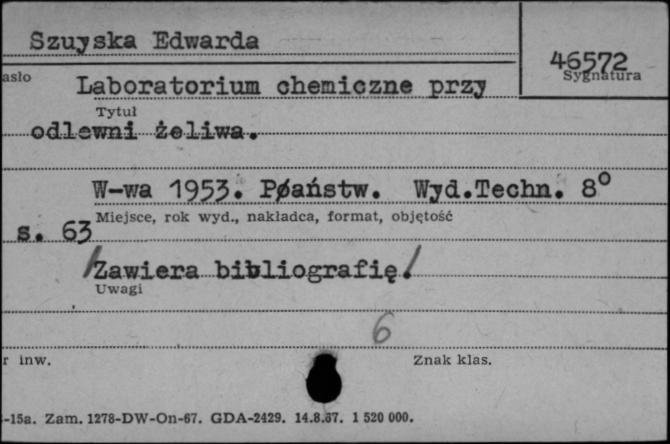 Szuyska Edwarda
46572
asło
Sygnatura
Laboratorium chemiczne przy
Tytuł
odlewni żeliwa.
W-wa 1953. Pøaństw. Wyd.Techn. 8°
Miejsce, rok wyd., nakładca, format, objętość
s. 63
/Zawiera bibliografię./
Uwagi
6
r inw.
Znak klas.
-15a. Zam. 1278-DW-On-67. GDA-2429. 14.8.67. 1 520 000.